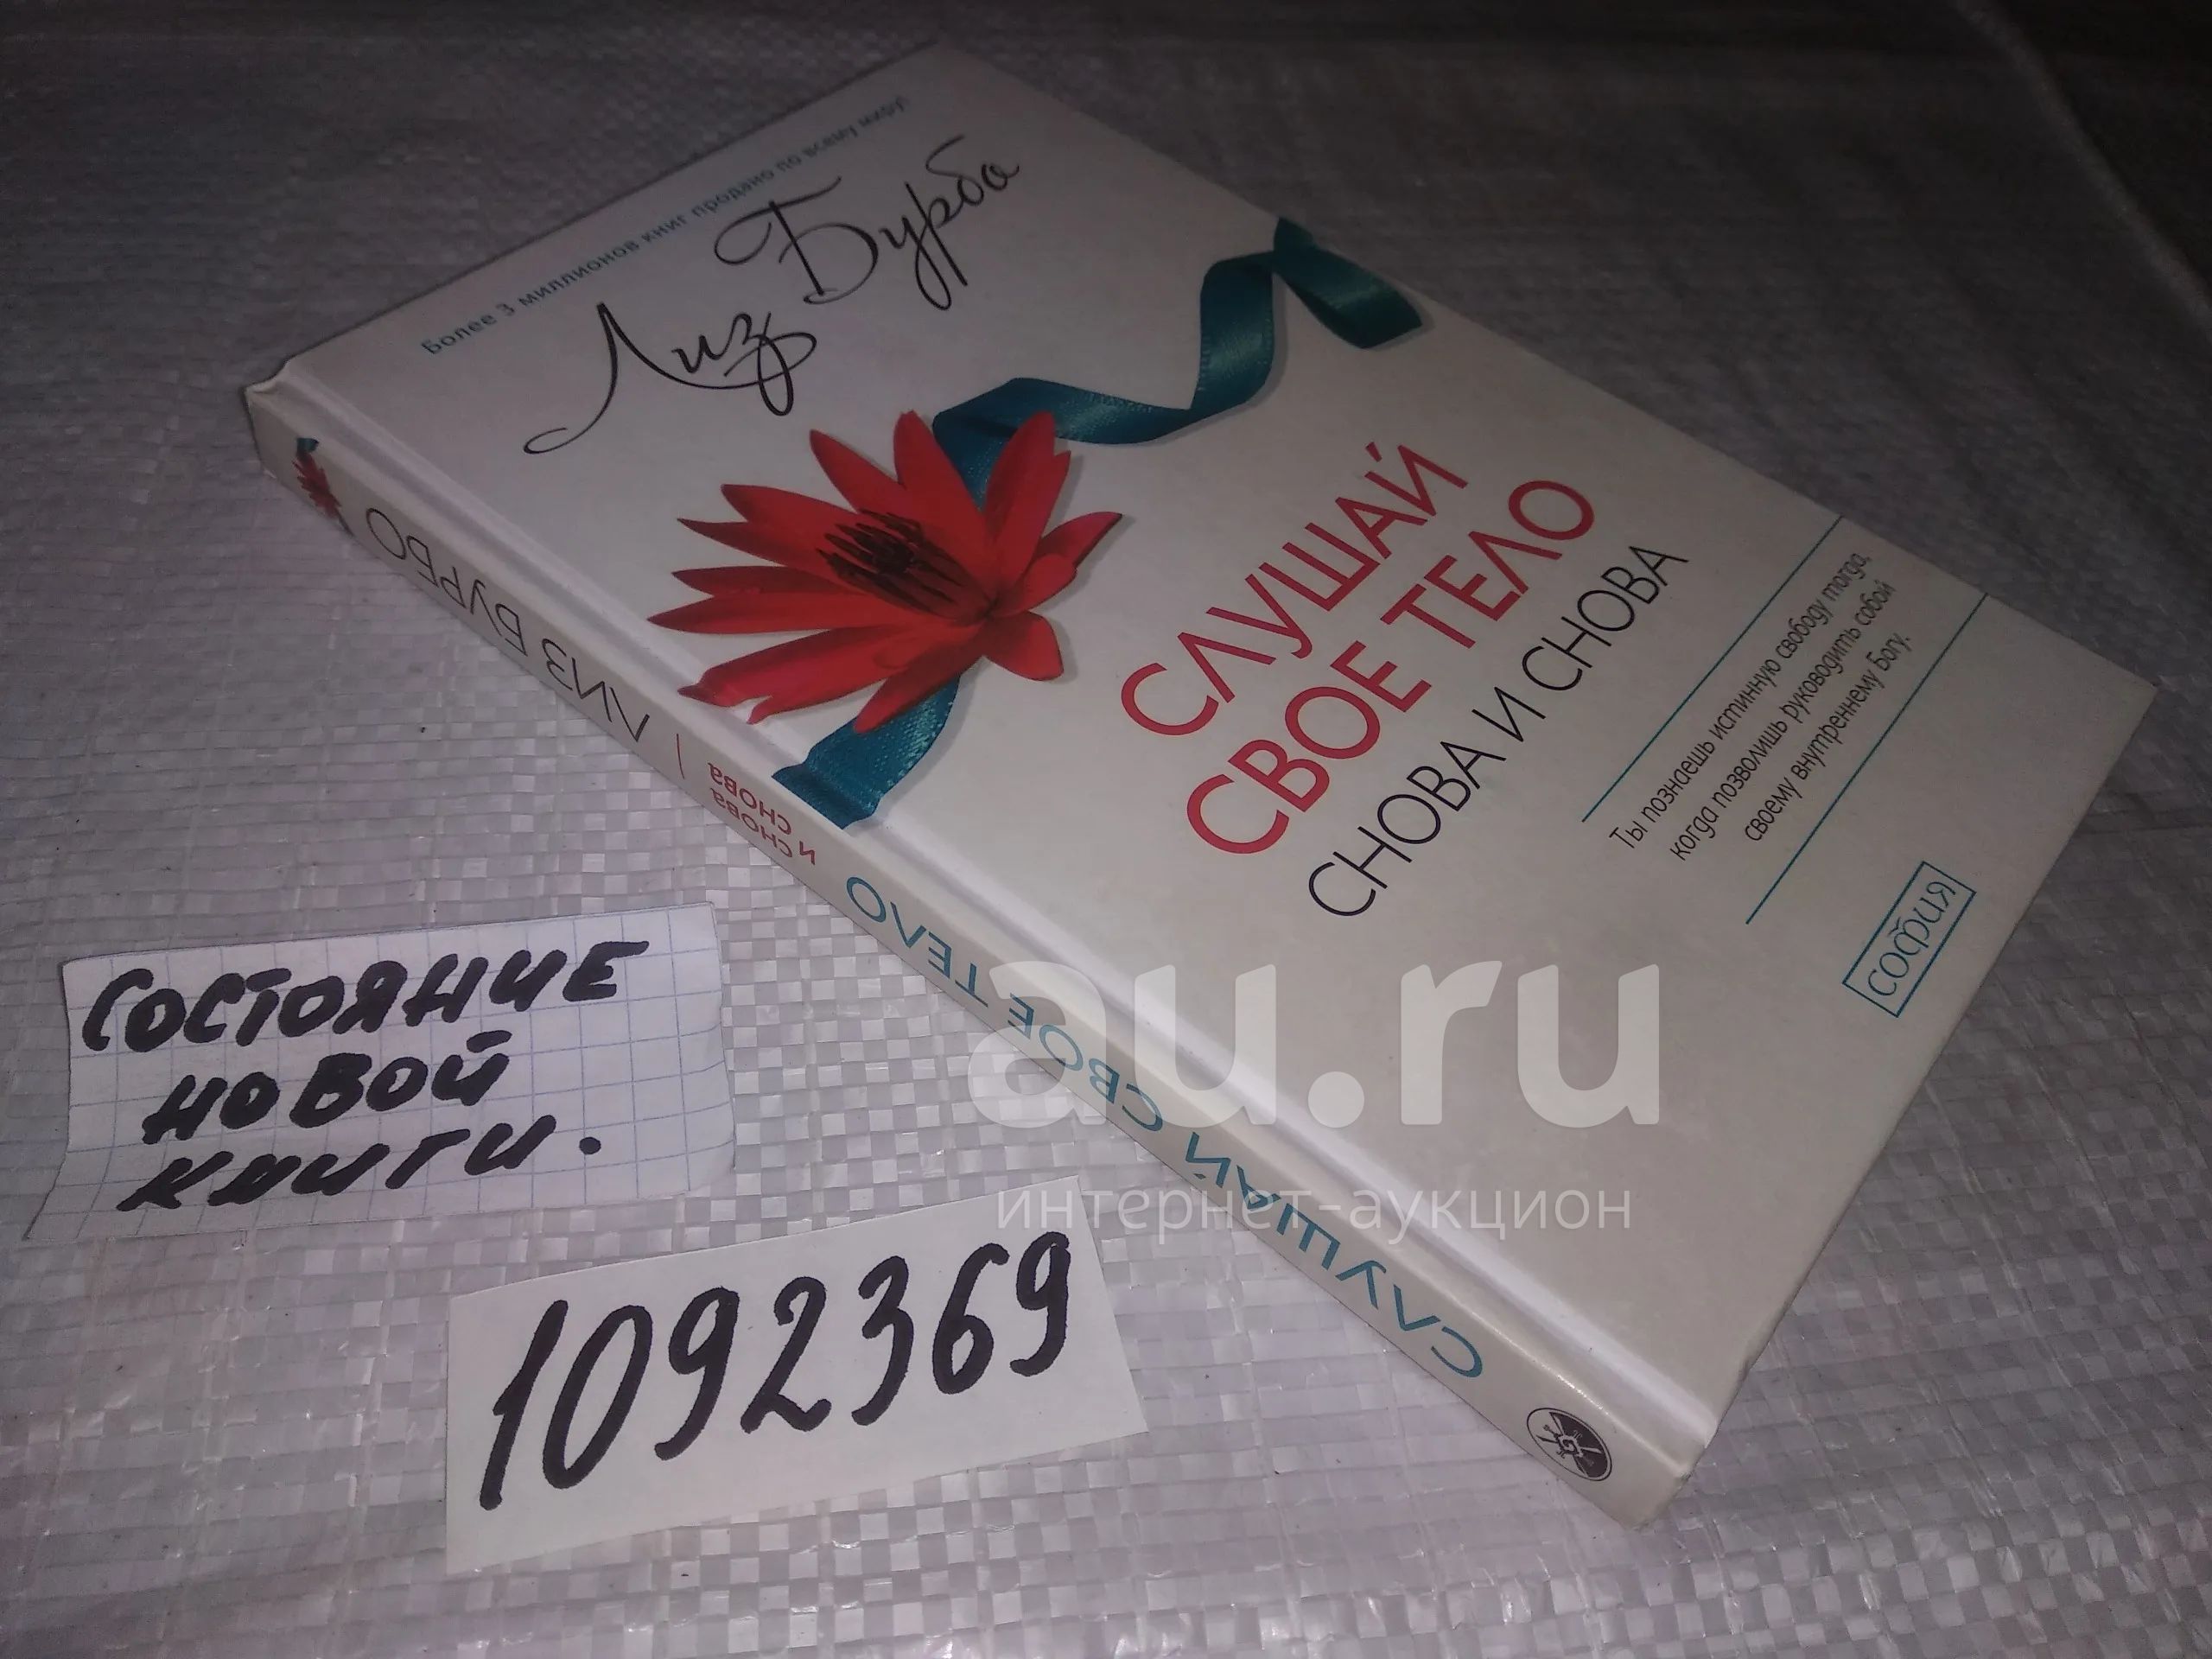 Более 3 миллионов книг продано по всему миру!
Лиз Бурбо
СЛУШАЙ
СВОЕ ТЕЛО
СНОВА И СНОВА
Ты познаешь истинную свободу тогда,
когда позволишь руководить собой
своему внутреннему Богу.
СОФИЯ
ЛИЗ БУРБО
СЛУШАЙ СВОЕ ТЕЛО
СНОВА
И СНОВА
СОСТОЯНИЕ
НОВОЙ
КНИГИ.
1092369
au.ru
интернет-аукцион